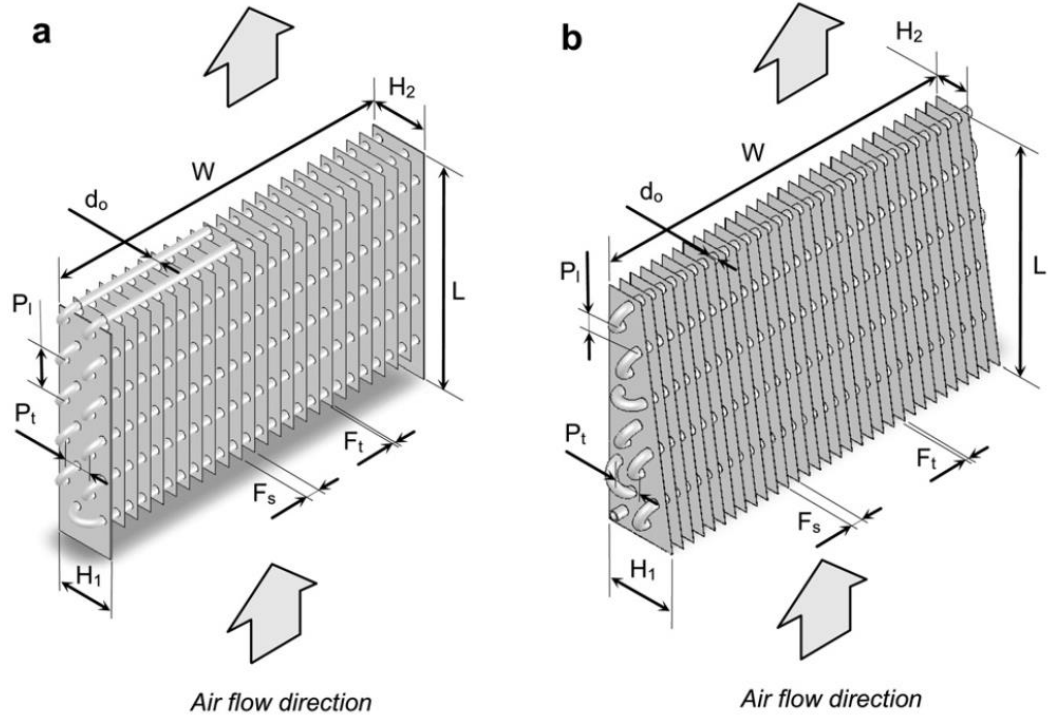 a
H₂
W
dₒ
Pₗ
L
Pₜ
Fₜ
Fₛ
H₁
Air flow direction
b
H₂
W
dₒ
Pₗ
L
Pₜ
Fₜ
Fₛ
H₁
Air flow direction